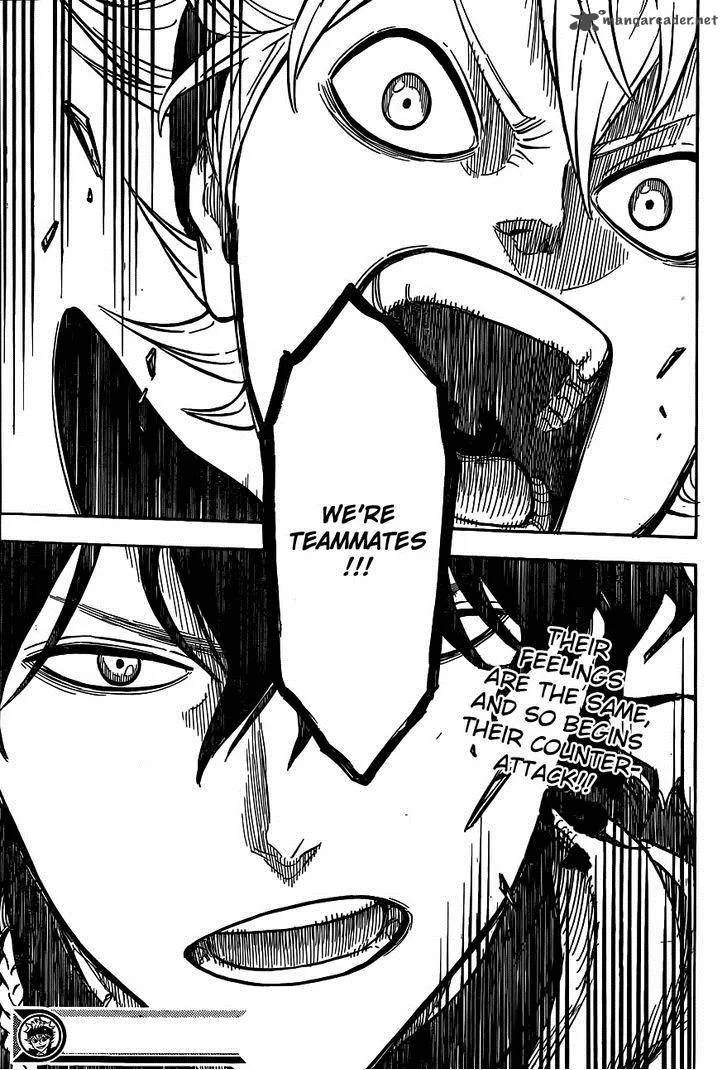 mangareader.net
WE'RE
TEAMMATES
!!!
THEIR
FEELINGS
ARE THE SAME,
AND SO BEGINS
THEIR COUNTER-
ATTACK!!